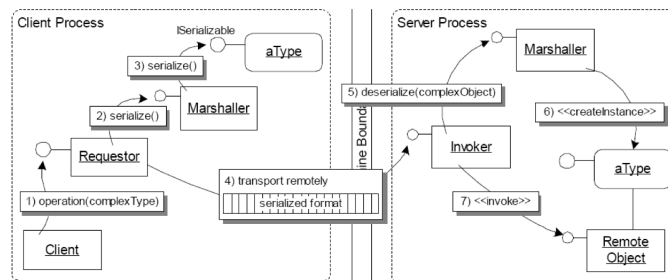 Client Process
Server Process
ISerializable
aType
3) serialize()
Marshaller
2) serialize()
Requestor
1) operation(complexType)
Client
4) transport remotely
serialized format
Marshaller
5) deserialize(complexObject)
6) <<createInstance>>
Invoker
aType
7) <<invoke>>
Remote
Object